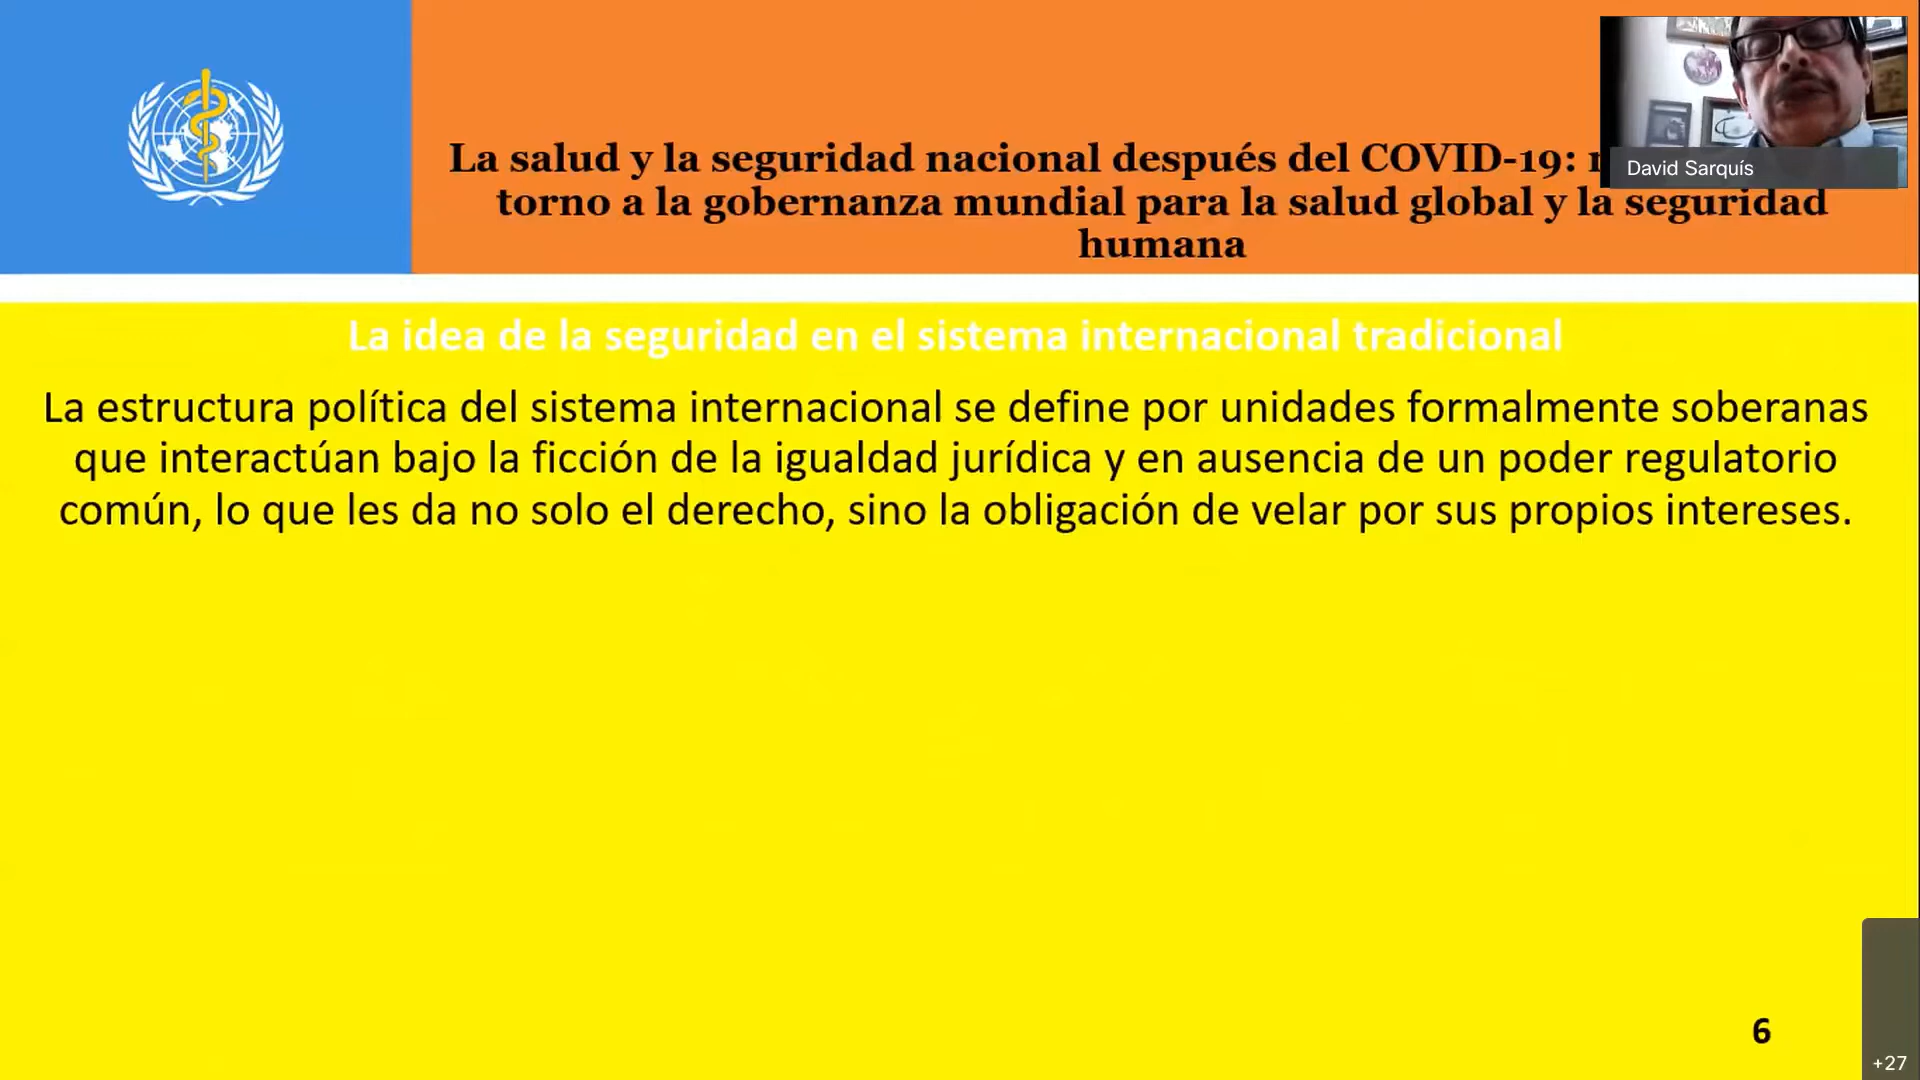 La salud y la seguridad nacional después del COVID-19:
David Sarquís
torno a la gobernanza mundial para la salud global y la seguridad
humana
La idea de la seguridad en el sistema internacional tradicional
La estructura política del sistema internacional se define por unidades formalmente soberanas
que interactúan bajo la ficción de la igualdad jurídica y en ausencia de un poder regulatorio
común, lo que les da no solo el derecho, sino la obligación de velar por sus propios intereses.
6
+27